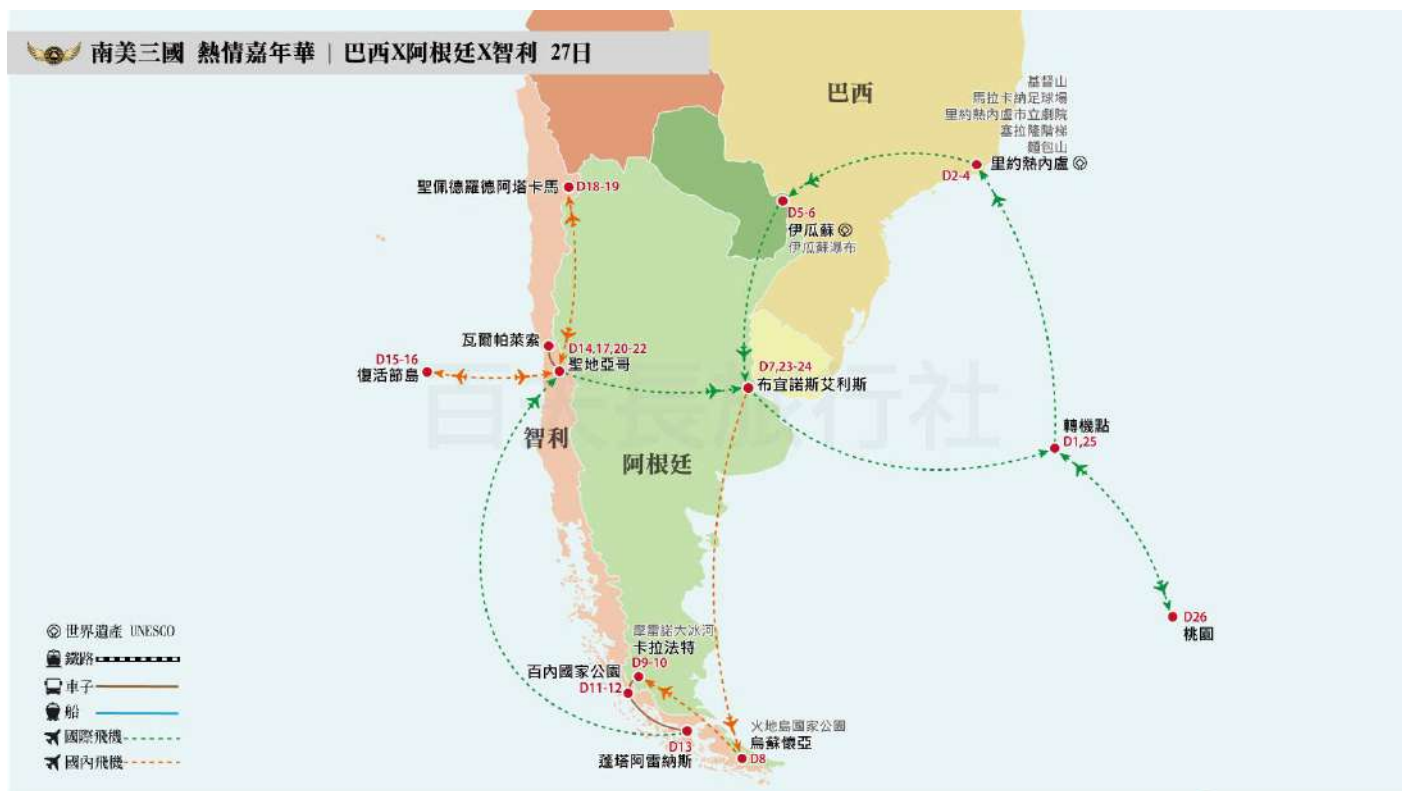 南美三國 熱情嘉年華 | 巴西X阿根廷X智利 27日
巴西
基督山
馬拉卡納足球場
里約熱內盧市立劇院
塞拉隆階梯
麵包山
里約熱內盧
D2-4
聖佩德羅德阿塔卡馬
D18-19
D5-6
伊瓜蘇
伊瓜蘇瀑布
瓦爾帕萊索
D14,17,20-22
聖地亞哥
D15-16
復活節島
D7,23-24
布宜諾斯艾利斯
智利
阿根廷
轉機點
D1,25
D26
桃園
摩雷諾大冰河
卡拉法特
D9-10
百內國家公園
D11-12
D13
蓬塔阿雷納斯
火地島國家公園
烏蘇懷亞
D8
世界遺產 UNESCO
鐵路
車子
船
國際飛機
國內飛機